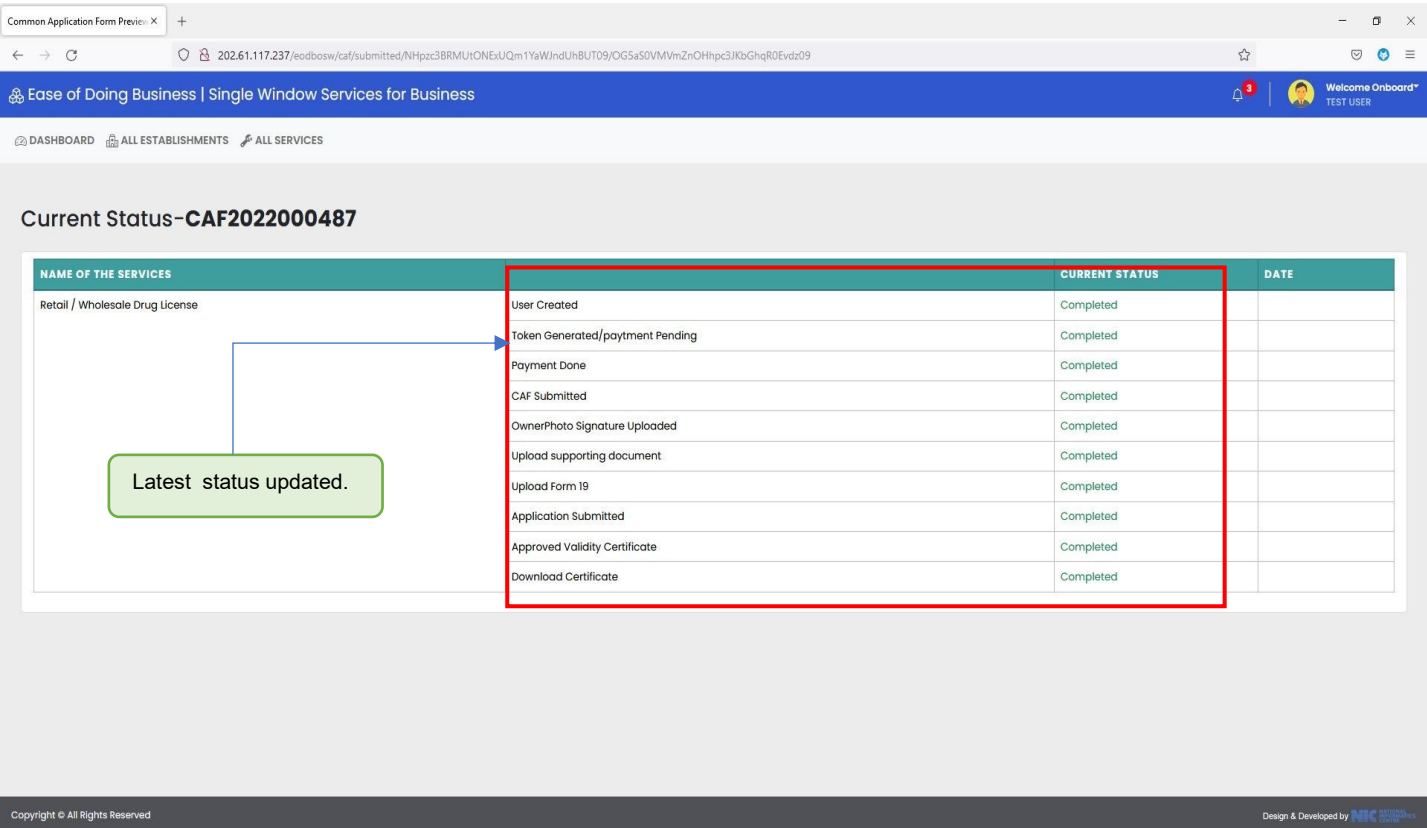 Common Application Form Preview
202.61.117.237/eodbosw/caf/submitted/NHpzc3BRMUtONExUQm1YaWJndUhBUT09/OG5aS0VMVmZnOHhpc3JKbGhqR0Evdz09
Ease of Doing Business | Single Window Services for Business
3
Welcome Onboard
TEST USER
DASHBOARD ALL ESTABLISHMENTS ALL SERVICES
Current Status-CAF2022000487
NAME OF THE SERVICES CURRENT STATUS DATE
Retail / Wholesale Drug License User Created Completed
Token Generated/paytment Pending Completed
Payment Done Completed
CAF Submitted Completed
OwnerPhoto Signature Uploaded Completed
Upload supporting document Completed
Latest status updated.
Upload Form 19 Completed
Application Submitted Completed
Approved Validity Certificate Completed
Download Certificate Completed
Copyright © All Rights Reserved
Design & Developed by NIC NATIONAL INFORMATICS CENTRE